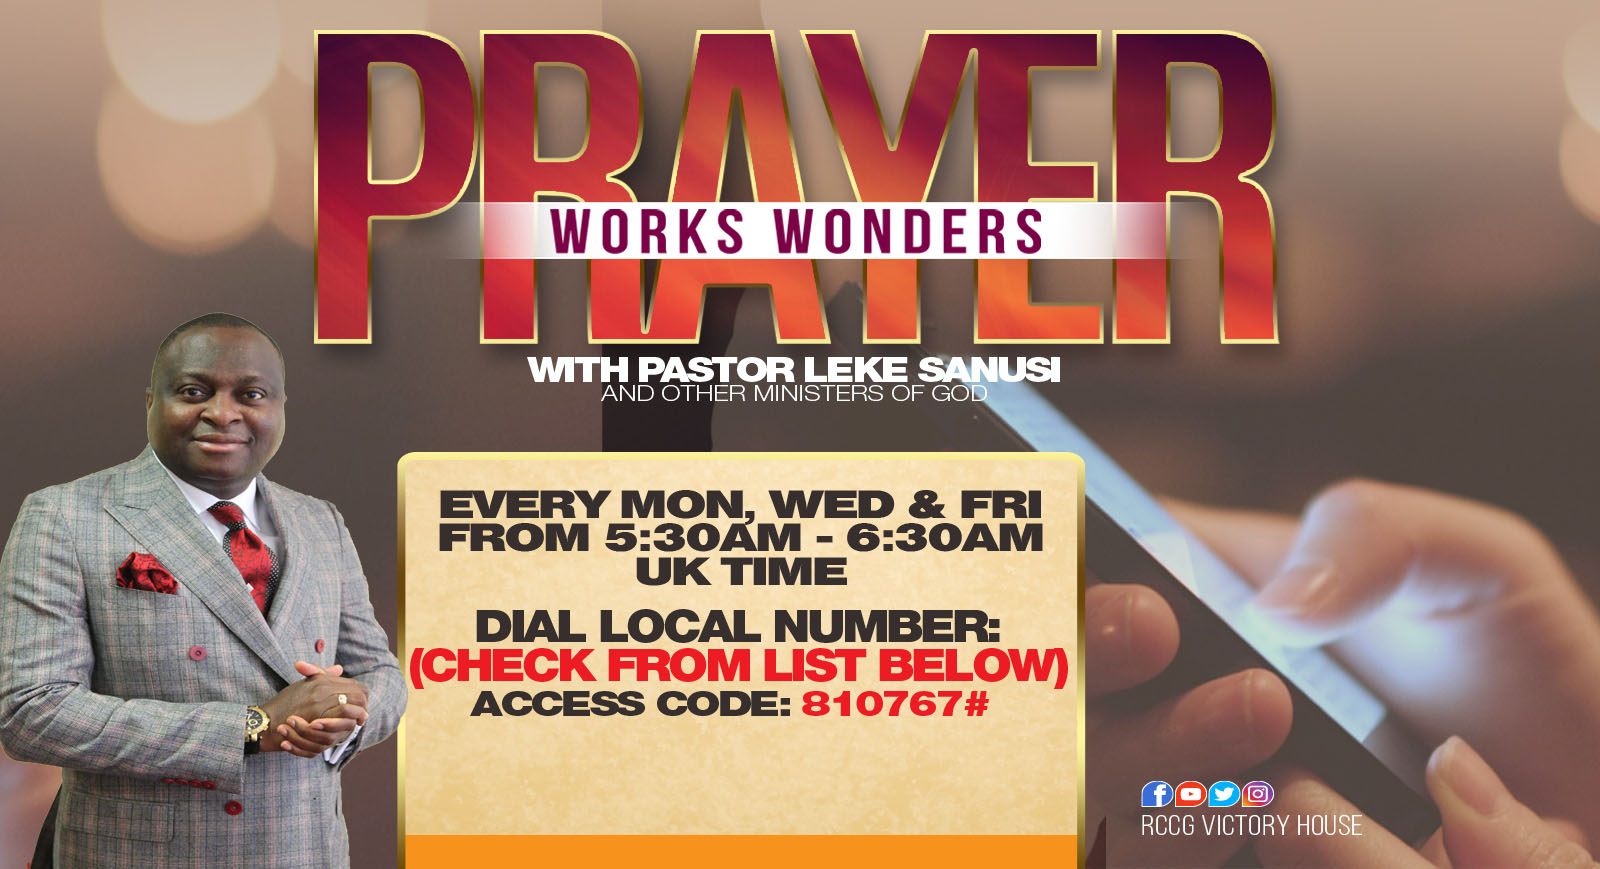 PRAYER
WORKS WONDERS
WITH PASTOR LEKE SANUSI
AND OTHER MINISTERS OF GOD
EVERY MON, WED & FRI
FROM 5:30AM - 6:30AM
UK TIME
DIAL LOCAL NUMBER:
(CHECK FROM LIST BELOW)
ACCESS CODE: 810767#
RCCG VICTORY HOUSE